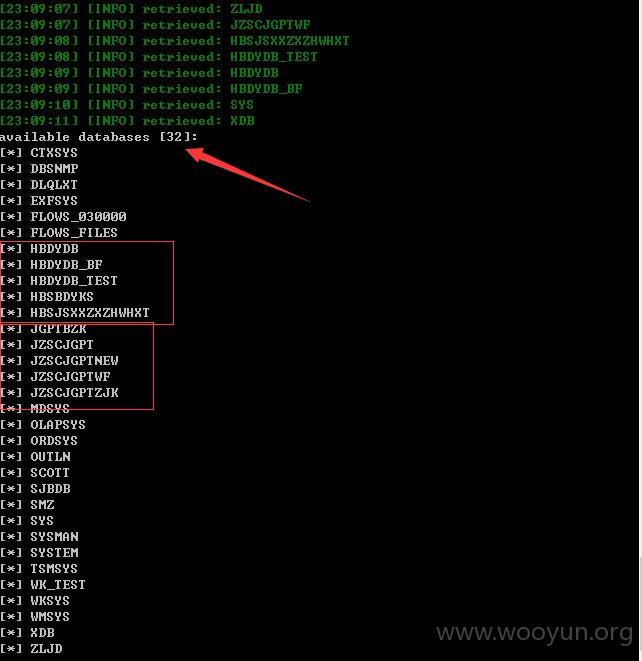 [23:09:07] [INFO] retrieved: ZLJD
[23:09:07] [INFO] retrieved: JZSCJGPTWF
[23:09:08] [INFO] retrieved: HBSJSXXZXZHWHXT
[23:09:08] [INFO] retrieved: HBDYDB_TEST
[23:09:09] [INFO] retrieved: HBDYDB
[23:09:09] [INFO] retrieved: HBDYDB_BF
[23:09:10] [INFO] retrieved: SYS
[23:09:11] [INFO] retrieved: XDB
available databases [32]:
[*] CTXSYS
[*] DBSNMP
[*] DLQLXT
[*] EXFSYS
[*] FLOWS_030000
[*] FLOWS_FILES
[*] HBDYDB
[*] HBDYDB_BF
[*] HBDYDB_TEST
[*] HBSBDYKS
[*] HBSJSXXZXZHWHXT
[*] JGPTBZK
[*] JZSCJGPT
[*] JZSCJGPTNEW
[*] JZSCJGPTWF
[*] JZSCJGPTZJK
[*] MDSYS
[*] OLAPSYS
[*] ORDSYS
[*] OUTLN
[*] SCOTT
[*] SJBDB
[*] SMZ
[*] SYS
[*] SYSMAN
[*] SYSTEM
[*] TSMSYS
[*] WK_TEST
[*] WKSYS
[*] WMSYS
[*] XDB
[*] ZLJD
www.wooyun.org